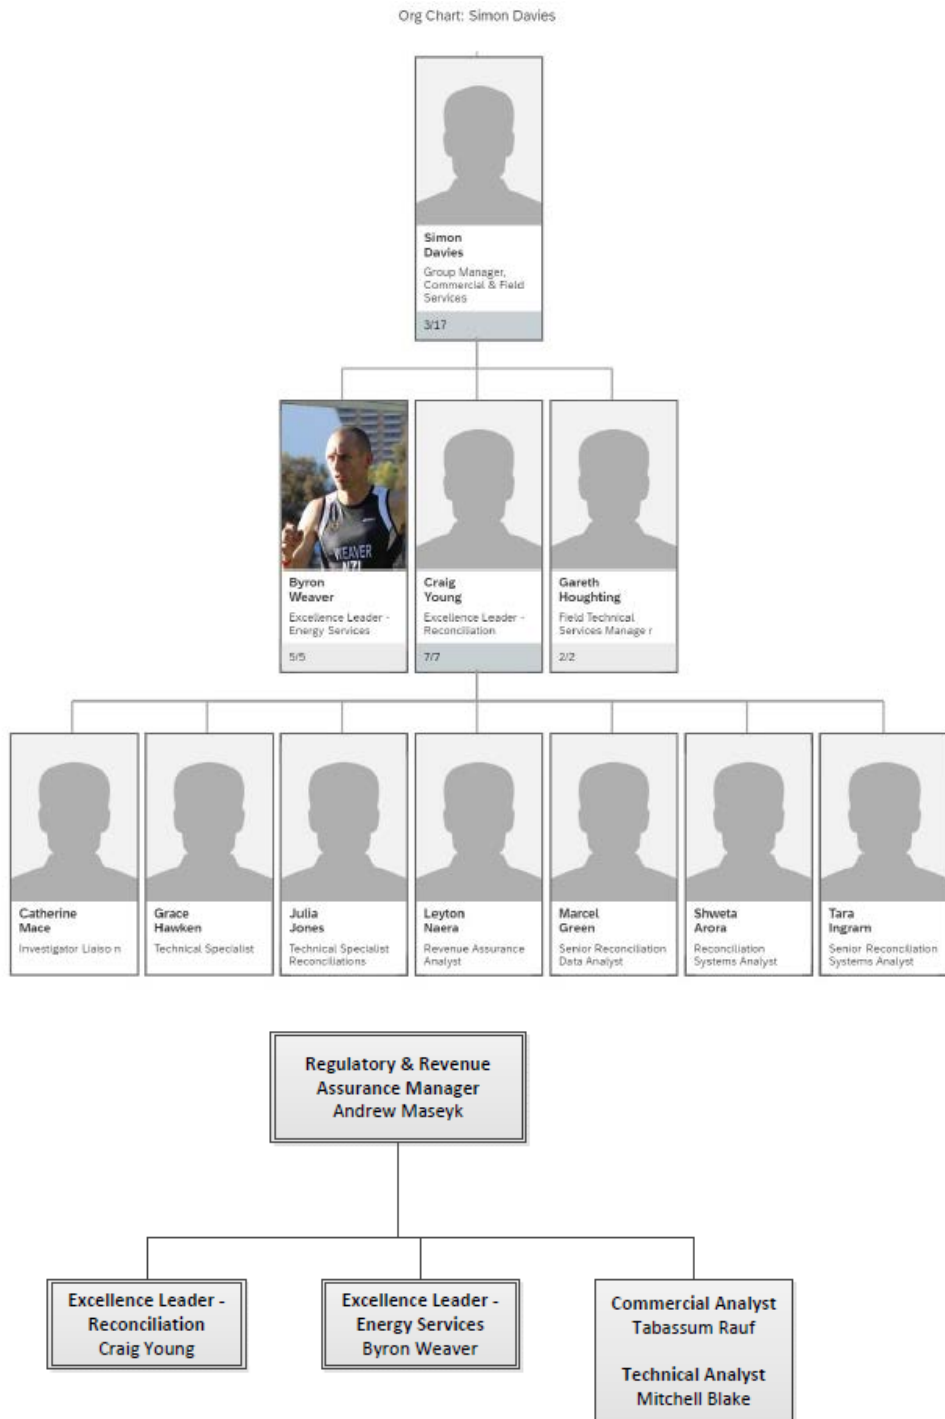 Org Chart: Simon Davies
Simon
Davies
Group Manager,
Commercial & Field
Services
3/17
WEAVER
NZL
Byron
Weaver
Excellence Leader -
Energy Services
5/5
Craig
Young
Excellence Leader -
Reconciliation
7/7
Gareth
Houghting
Field Technical
Services Manage r
2/2
Catherine
Mace
Investigator Liaiso n
Grace
Hawken
Technical Specialist
Julia
Jones
Technical Specialist
Reconciliations
Leyton
Naera
Revenue Assurance
Analyst
Marcel
Green
Senior Reconciliation
Data Analyst
Shweta
Arora
Reconciliation
Systems Analyst
Tara
Ingram
Senior Reconciliation
Systems Analyst
Regulatory & Revenue
Assurance Manager
Andrew Maseyk
Excellence Leader -
Reconciliation
Craig Young
Excellence Leader -
Energy Services
Byron Weaver
Commercial Analyst
Tabassum Rauf
Technical Analyst
Mitchell Blake